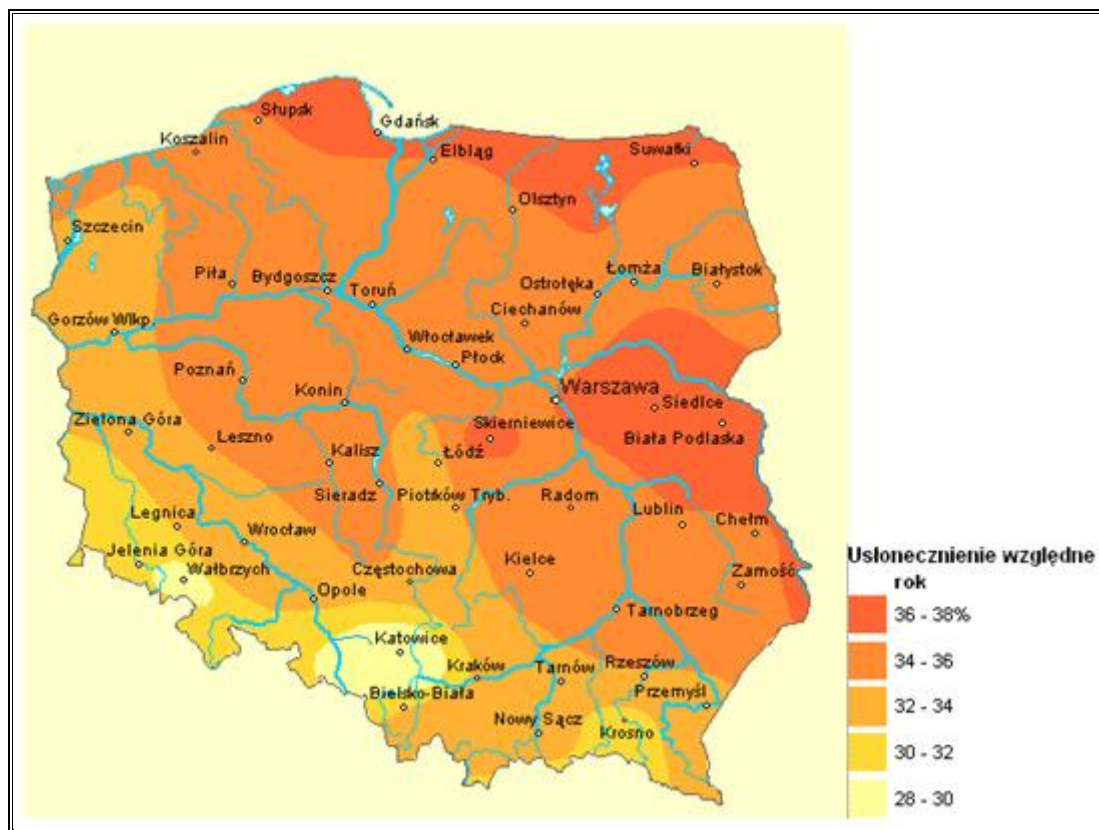 Słupsk
Gdańsk
Koszalin
Elbląg
Suwałki
Olsztyn
Szczecin
Piła
Bydgoszcz
Toruń
Ostrołęka
Łomża
Białystok
Ciechanów
Gorzów Wlkp.
Włocławek
Płock
Poznań
Konin
Warszawa
Siedlce
Zielona Góra
Leszno
Skierniewice
Biała Podlaska
Kalisz
Łódź
Sieradz
Piotrków Tryb.
Radom
Lublin
Chełm
Legnica
Wrocław
Jelenia Góra
Wałbrzych
Częstochowa
Kielce
Zamość
Opole
Tarnobrzeg
Katowice
Kraków
Tarnów
Rzeszów
Bielsko-Biała
Przemyśl
Nowy Sącz
Krosno
Usłonecznienie względne
rok
36 - 38%
34 - 36
32 - 34
30 - 32
28 - 30